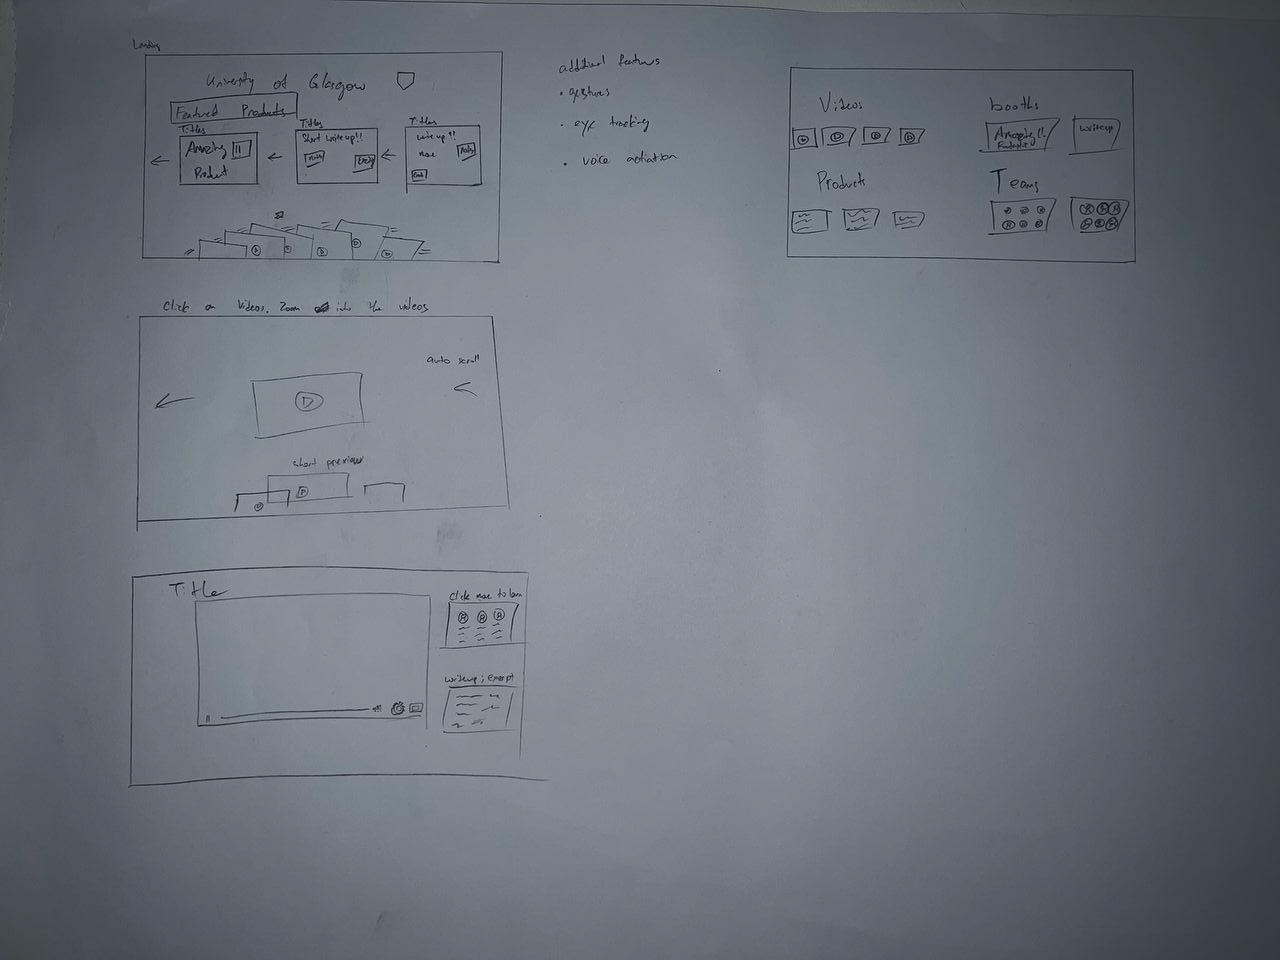 Landing
University of Glasgow
Featured Products
Titles
Amazing !!
Product
Titles
Short write up!!
Titles
write up !!
more
Click on Videos, Zoom into the videos
auto scroll
short preview
Title
Click more to learn
writeup; exerpt
additional features
• gestures
• eye tracking
• voice activation
Videos
booths
Amazing !!
writeup
Products
Teams